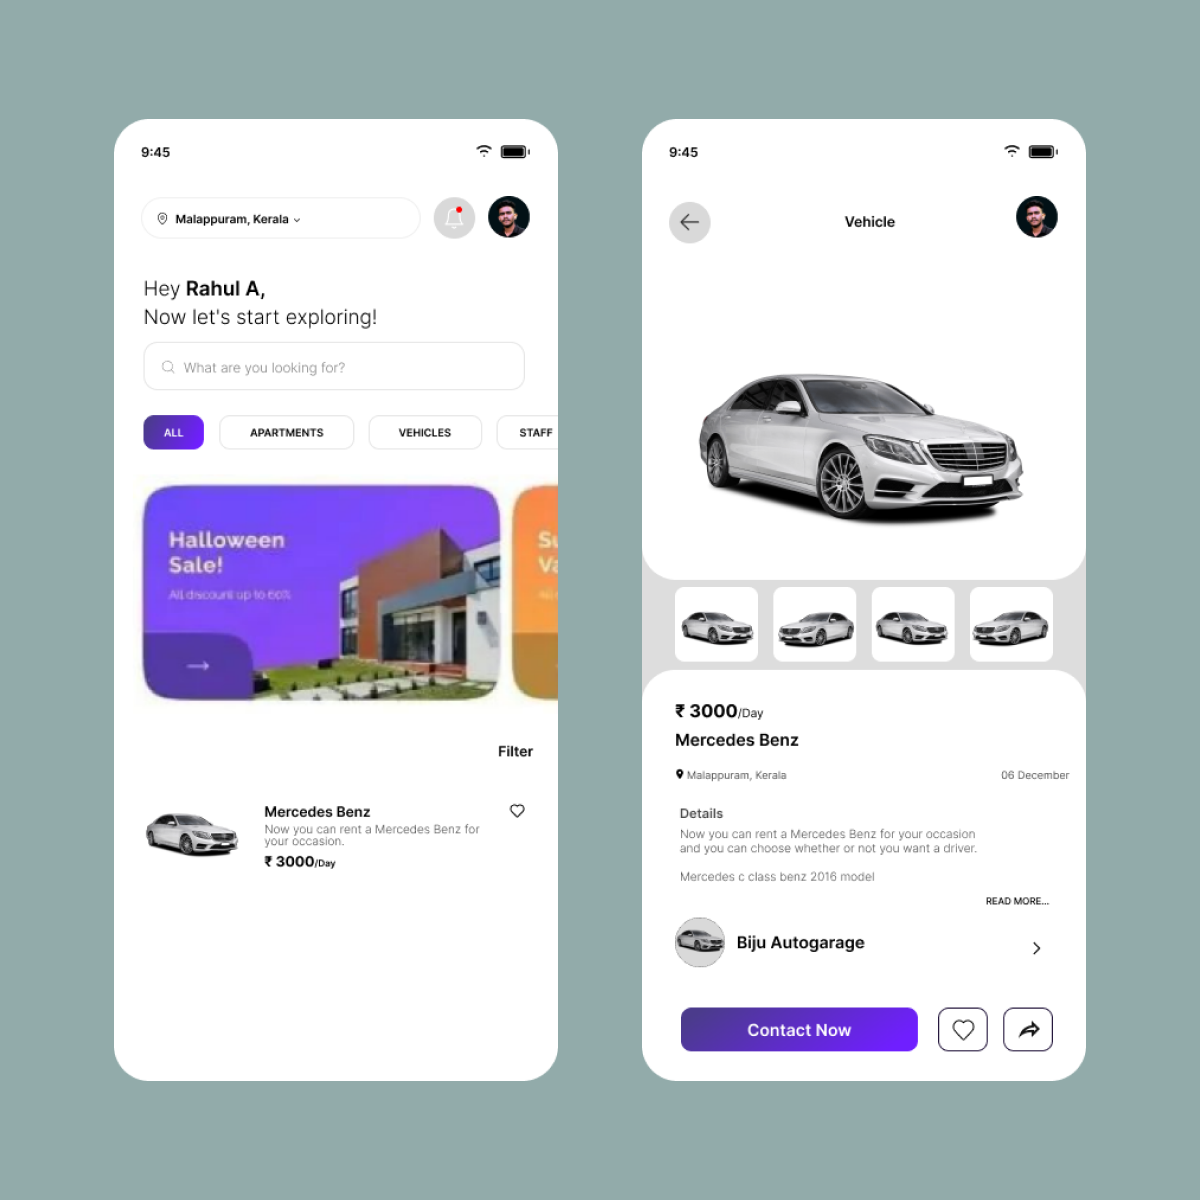 9:45
Malappuram, Kerala
Hey Rahul A,
Now let's start exploring!
What are you looking for?
ALL
APARTMENTS
VEHICLES
STAFF
Halloween
Sale!
All discount up to 60%
Su
Va
Filter
Mercedes Benz
Now you can rent a Mercedes Benz for
your occasion.
₹ 3000/Day
9:45
Vehicle
₹ 3000/Day
Mercedes Benz
Malappuram, Kerala
06 December
Details
Now you can rent a Mercedes Benz for your occasion
and you can choose whether or not you want a driver.
Mercedes c class benz 2016 model
READ MORE...
Biju Autogarage
Contact Now